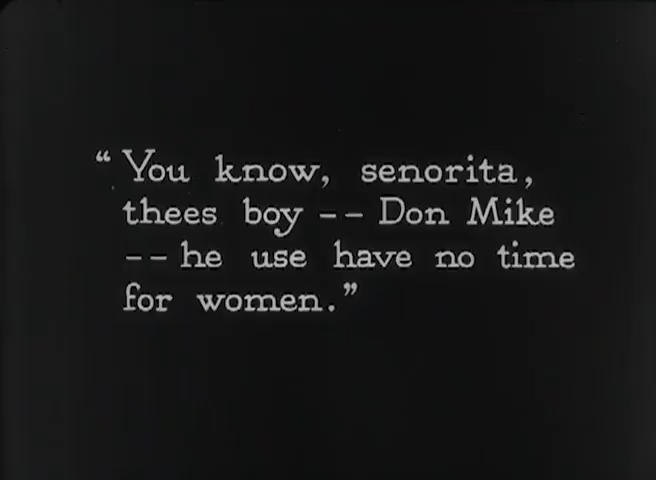 “You know, senorita,
thees boy -- Don Mike
-- he use have no time
for women.”